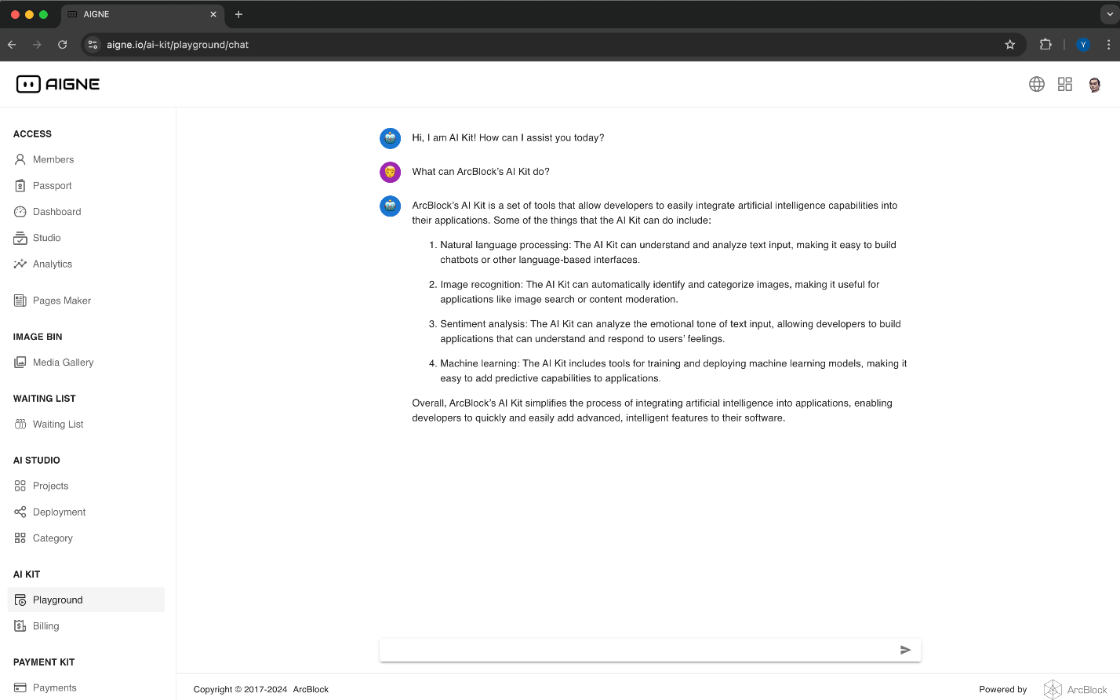 AIGNE
aigne.io/ai-kit/playground/chat
Y
AIGNE
ACCESS
Members
Passport
Dashboard
Studio
Analytics
Pages Maker
IMAGE BIN
Media Gallery
WAITING LIST
Waiting List
AI STUDIO
Projects
Deployment
Category
AI KIT
Playground
Billing
PAYMENT KIT
Payments
Hi, I am AI Kit! How can I assist you today?
What can ArcBlock's AI Kit do?
ArcBlock's AI Kit is a set of tools that allow developers to easily integrate artificial intelligence capabilities into
their applications. Some of the things that the AI Kit can do include:
1. Natural language processing: The AI Kit can understand and analyze text input, making it easy to build
chatbots or other language-based interfaces.
2. Image recognition: The AI Kit can automatically identify and categorize images, making it useful for
applications like image search or content moderation.
3. Sentiment analysis: The AI Kit can analyze the emotional tone of text input, allowing developers to build
applications that can understand and respond to users' feelings.
4. Machine learning: The AI Kit includes tools for training and deploying machine learning models, making it
easy to add predictive capabilities to applications.
Overall, ArcBlock's AI Kit simplifies the process of integrating artificial intelligence into applications, enabling
developers to quickly and easily add advanced, intelligent features to their software.
Copyright © 2017-2024 ArcBlock
Powered by ArcBlock